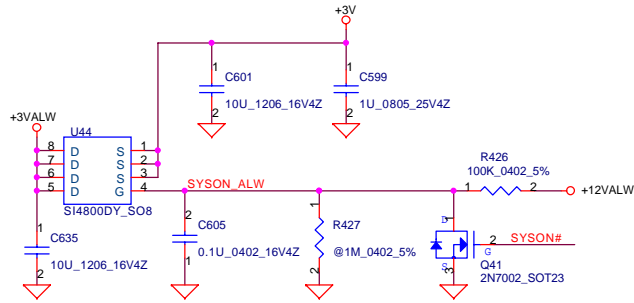 +3V
1
C601
10U_1206_16V4Z
2
1
C599
1U_0805_25V4Z
2
+3VALW
U44
8 D S 1
7 D S 2
6 D S 3
5 D G 4
SI4800DY_SO8
SYSON_ALW
R426
100K_0402_5%
1 2
+12VALW
1
C635
10U_1206_16V4Z
2
2
C605
0.1U_0402_16V4Z
1
1
R427
@1M_0402_5%
2
D 1
2 SYSON#
G
S 3
Q41
2N7002_SOT23